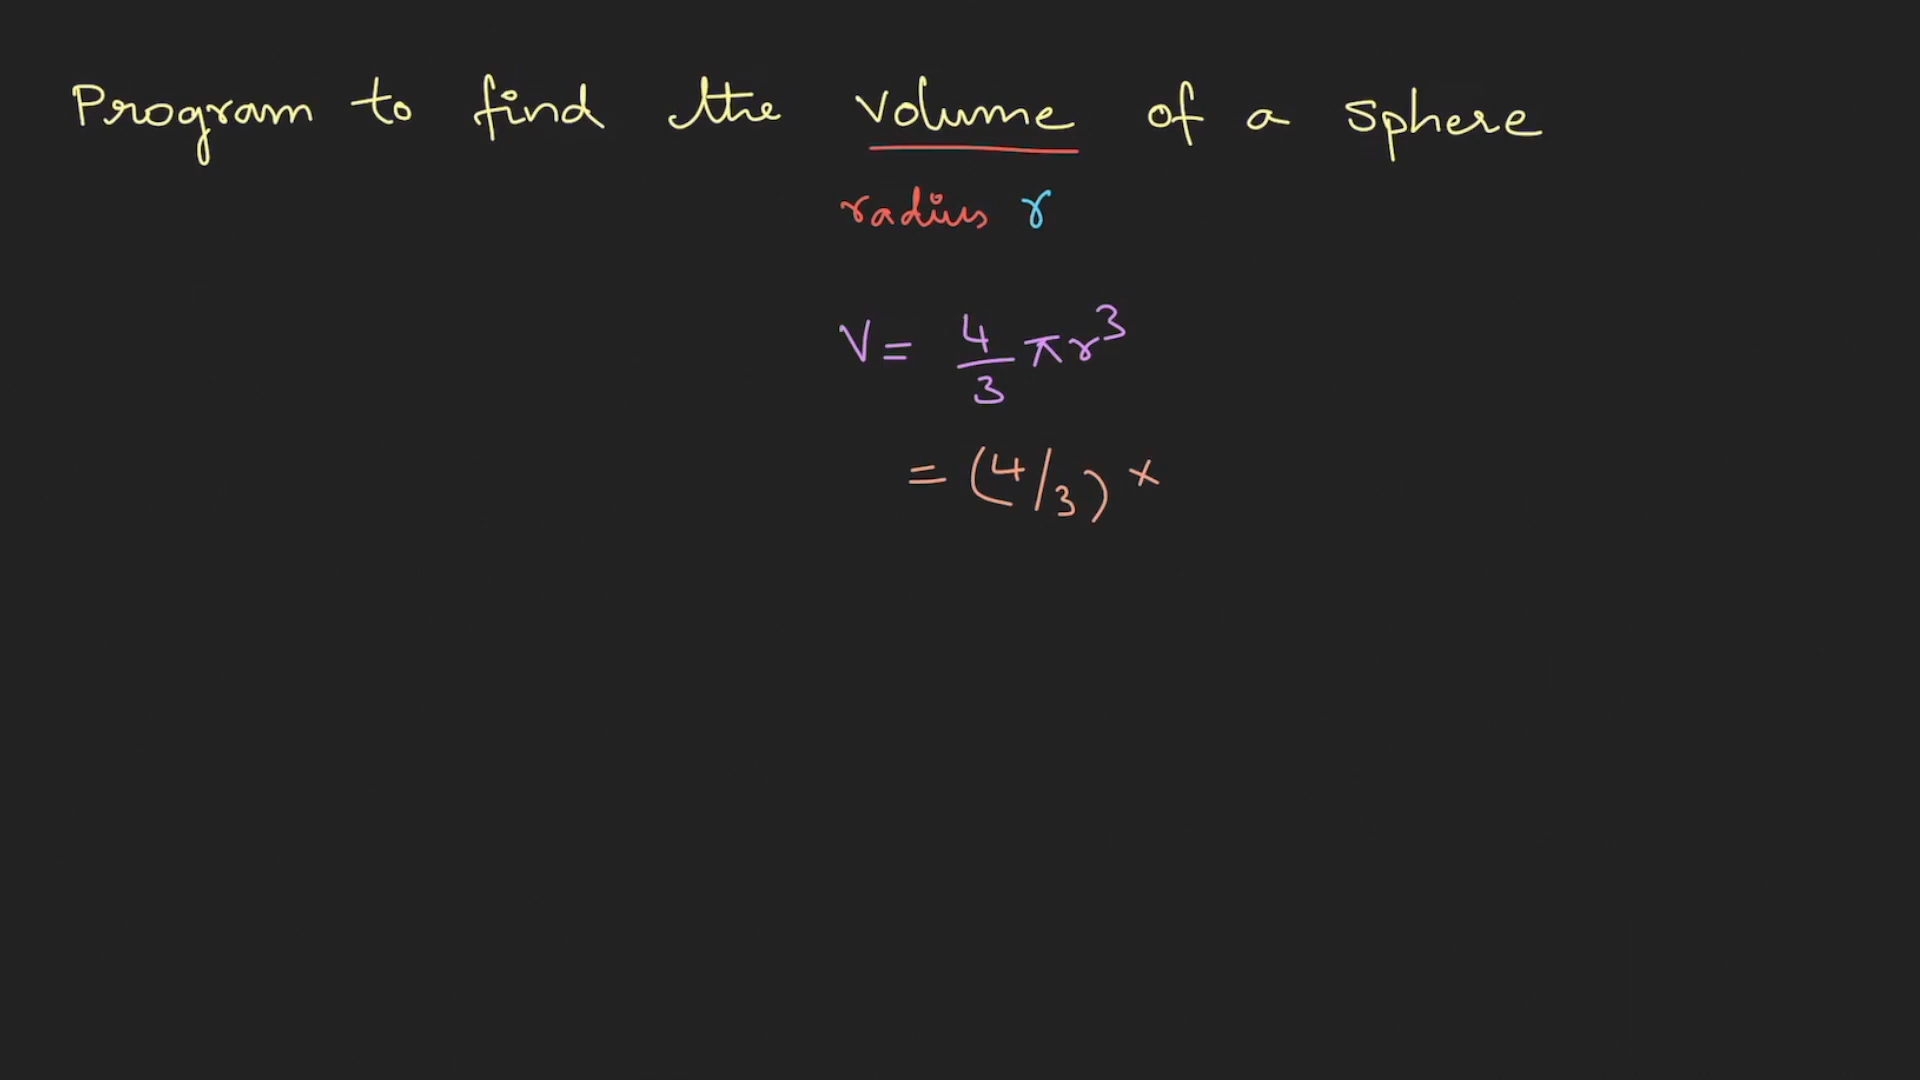 Program to find the volume of a sphere
radius r
V = 4/3 πr³
= (4/3) *